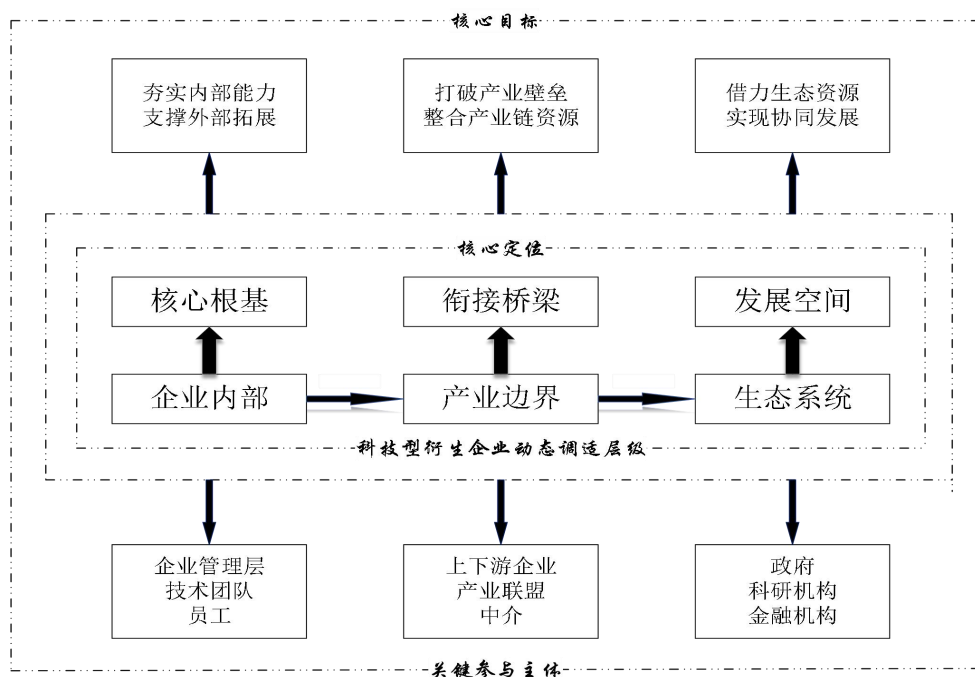 核心目标
夯实内部能力
支撑外部拓展
打破产业壁垒
整合产业链资源
借力生态资源
实现协同发展
核心定位
核心根基
衔接桥梁
发展空间
企业内部
产业边界
生态系统
科技型衍生企业动态调适层级
企业管理层
技术团队
员工
上下游企业
产业联盟
中介
政府
科研机构
金融机构
关键参与主体